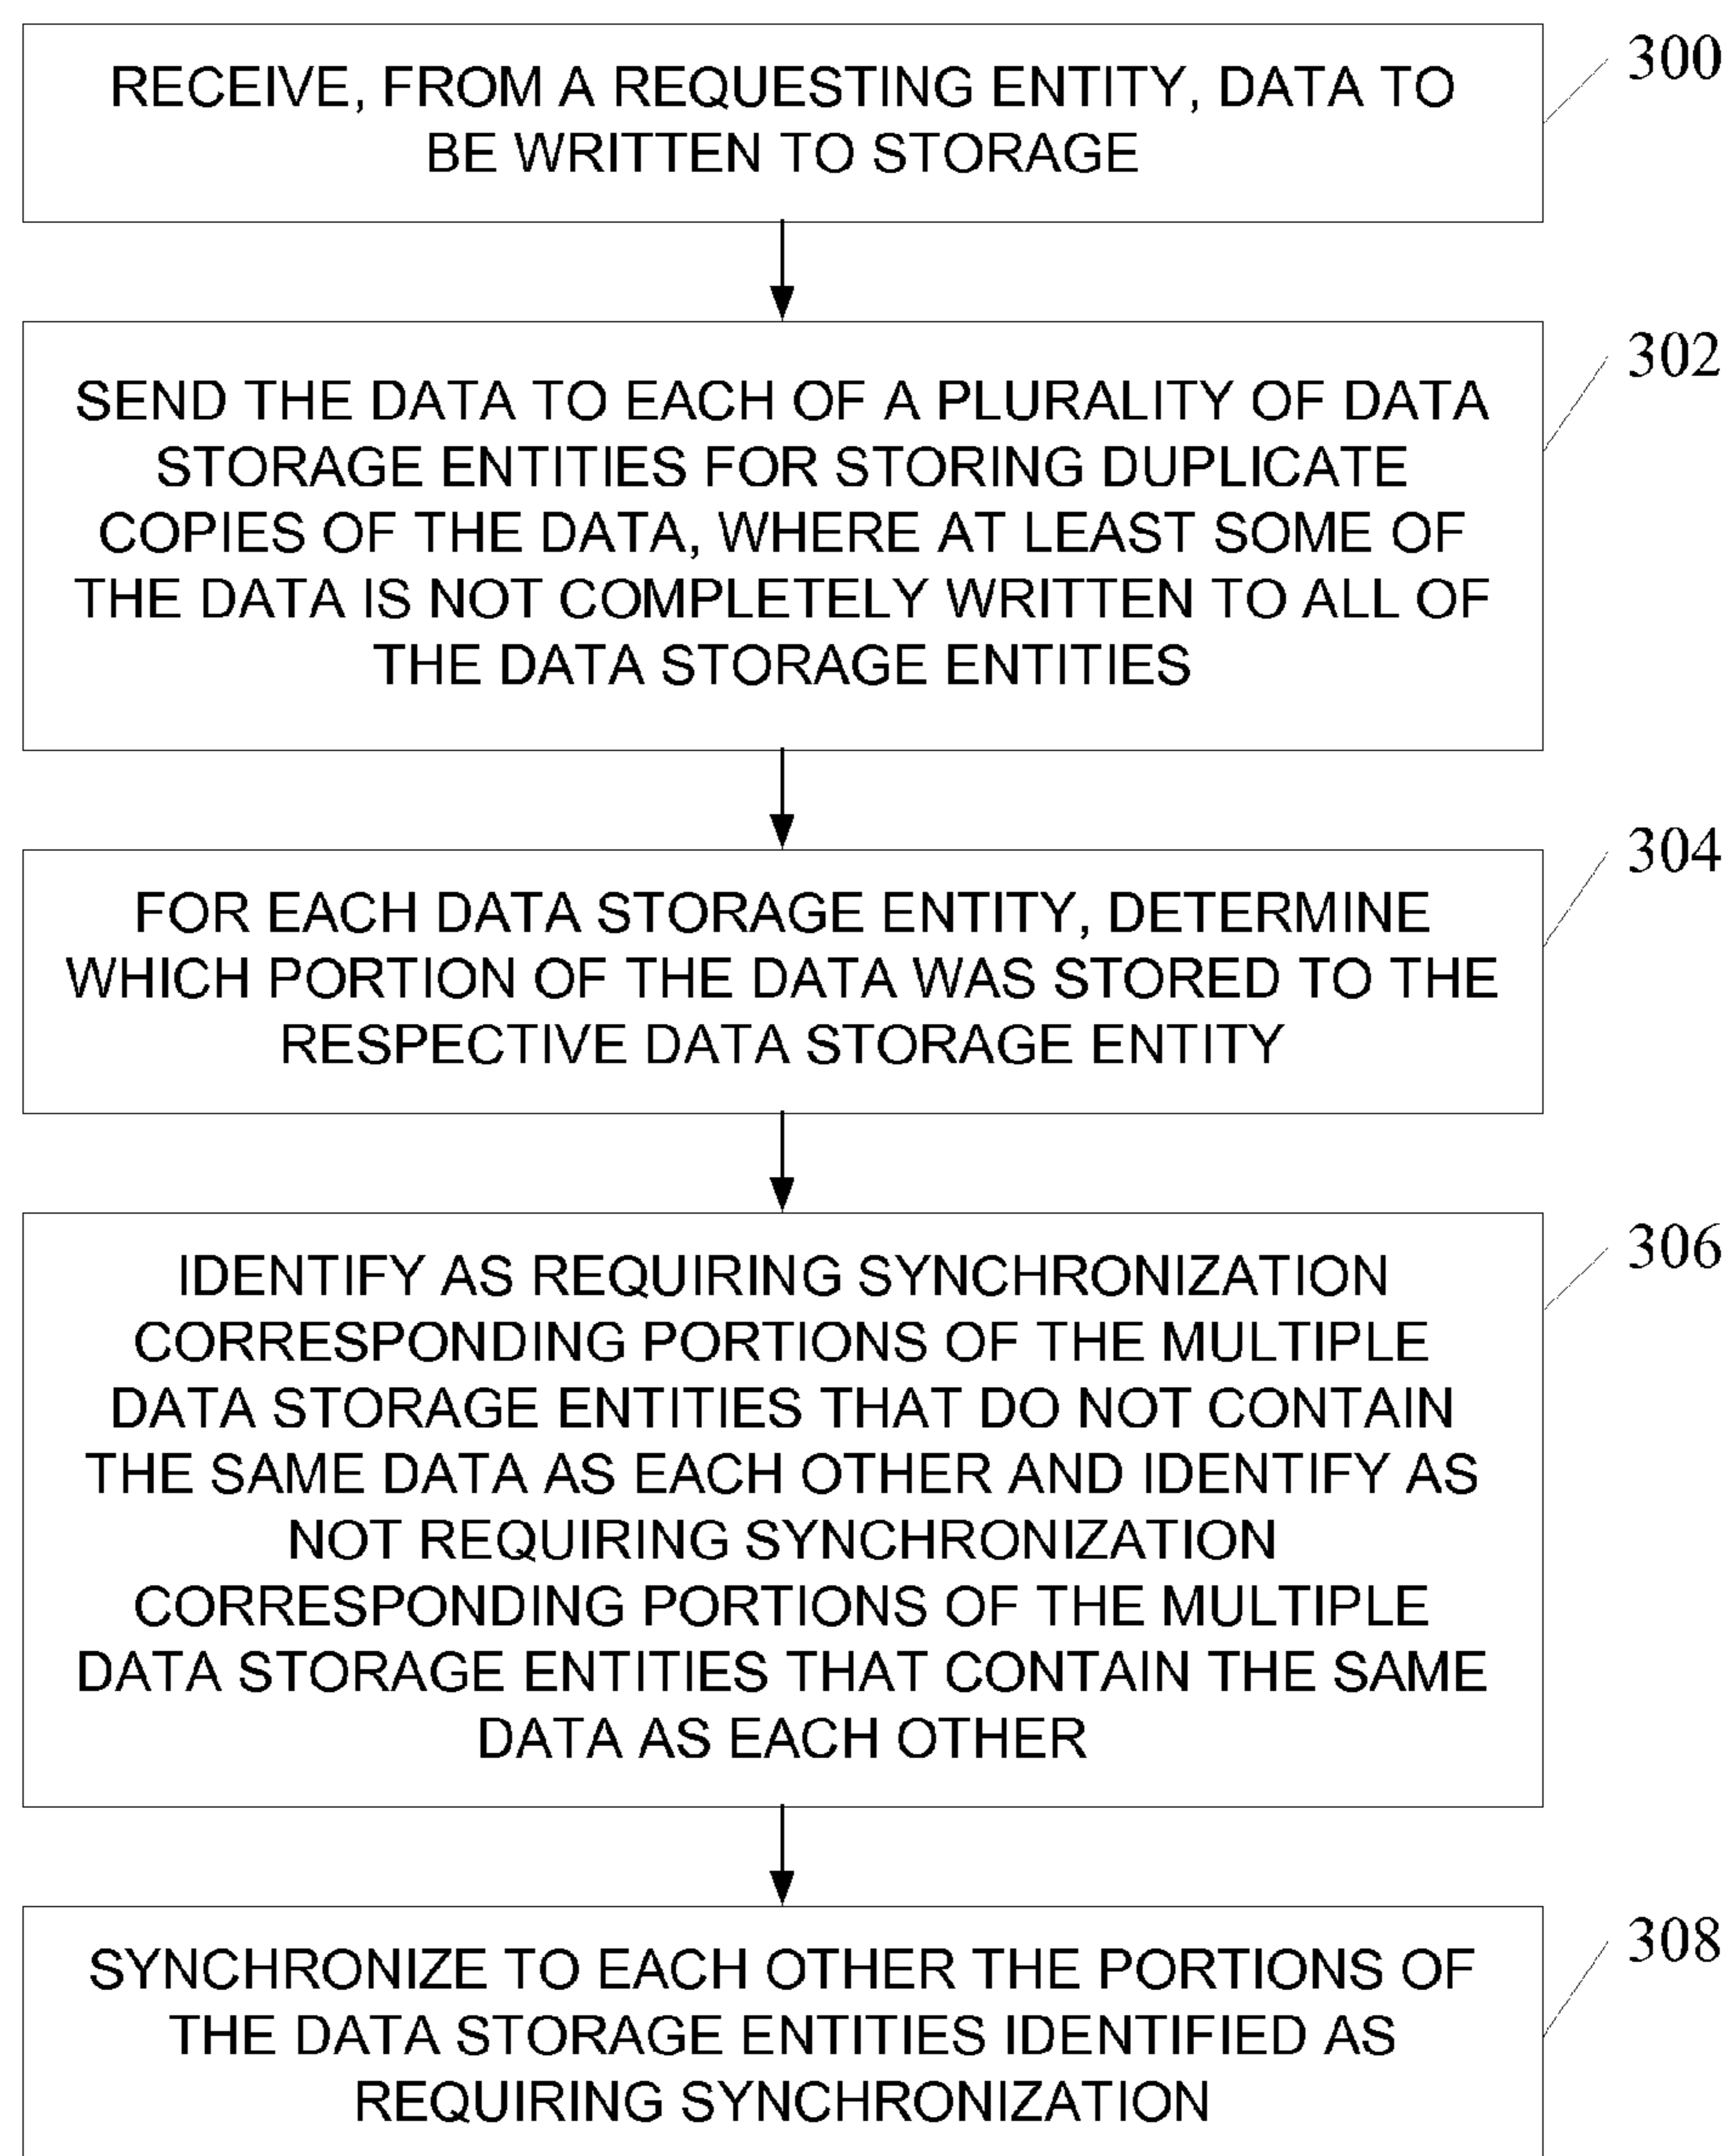 RECEIVE, FROM A REQUESTING ENTITY, DATA TO
BE WRITTEN TO STORAGE
300
SEND THE DATA TO EACH OF A PLURALITY OF DATA
STORAGE ENTITIES FOR STORING DUPLICATE
COPIES OF THE DATA, WHERE AT LEAST SOME OF
THE DATA IS NOT COMPLETELY WRITTEN TO ALL OF
THE DATA STORAGE ENTITIES
302
FOR EACH DATA STORAGE ENTITY, DETERMINE
WHICH PORTION OF THE DATA WAS STORED TO THE
RESPECTIVE DATA STORAGE ENTITY
304
IDENTIFY AS REQUIRING SYNCHRONIZATION
CORRESPONDING PORTIONS OF THE MULTIPLE
DATA STORAGE ENTITIES THAT DO NOT CONTAIN
THE SAME DATA AS EACH OTHER AND IDENTIFY AS
NOT REQUIRING SYNCHRONIZATION
CORRESPONDING PORTIONS OF THE MULTIPLE
DATA STORAGE ENTITIES THAT CONTAIN THE SAME
DATA AS EACH OTHER
306
SYNCHRONIZE TO EACH OTHER THE PORTIONS OF
THE DATA STORAGE ENTITIES IDENTIFIED AS
REQUIRING SYNCHRONIZATION
308